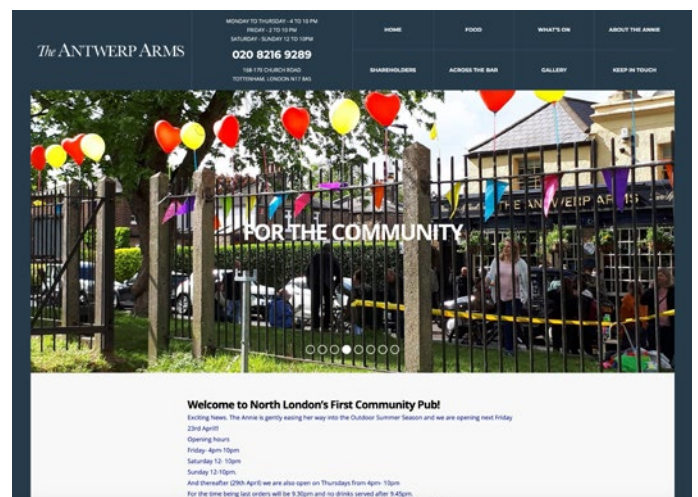 The ANTWERP ARMS
MONDAY TO THURSDAY - 4 TO 10 PM
FRIDAY - 2 TO 10 PM
SATURDAY - SUNDAY 12 TO 10PM
020 8216 9289
168-170 CHURCH ROAD
TOTTENHAM, LONDON N17 8AS
HOME FOOD WHAT'S ON ABOUT THE ANNIE
SHAREHOLDERS ACROSS THE BAR GALLERY KEEP IN TOUCH
THE ANTWERP ARMS
FOR THE COMMUNITY
Welcome to North London's First Community Pub!
Exciting News. The Annie is gently easing her way into the Outdoor Summer Season and we are opening next Friday
23rd April!!
Opening hours
Friday- 4pm-10pm
Saturday 12- 10pm
Sunday 12-10pm.
And thereafter (29th April) we are also open on Thursdays from 4pm- 10pm
For the time being last orders will be 9.30pm and no drinks served after 9.45pm.